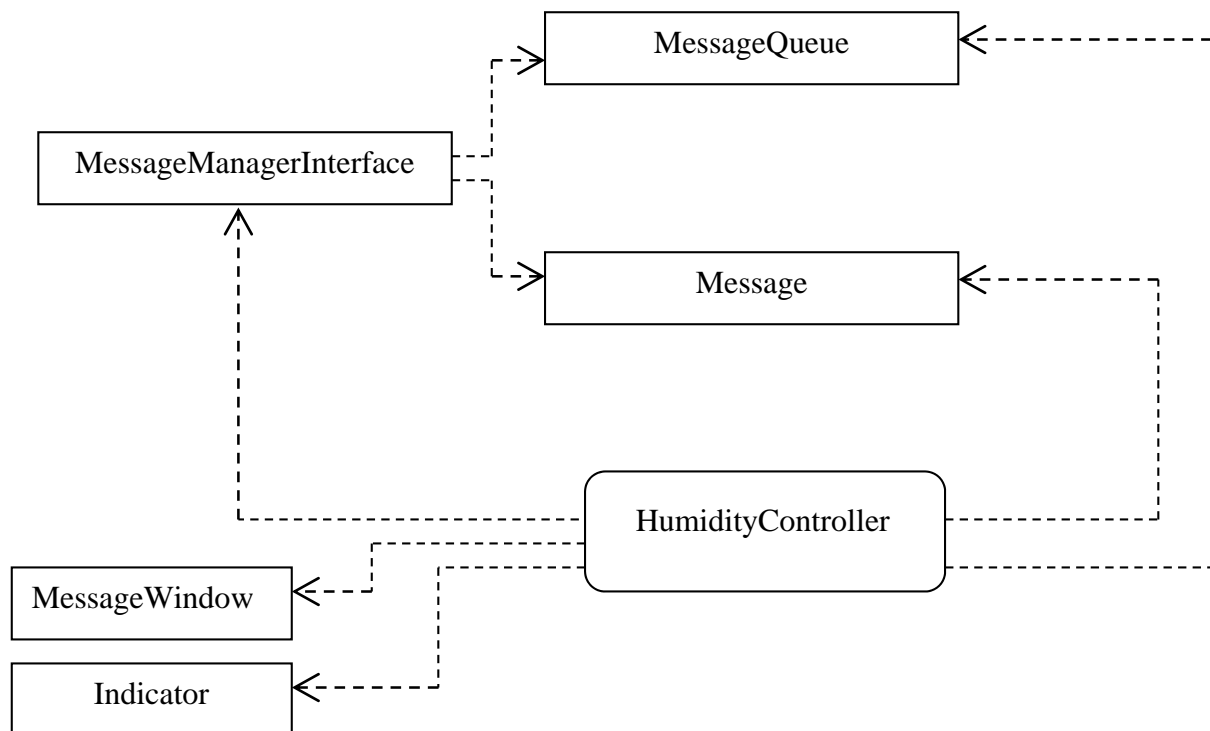 MessageQueue
MessageManagerInterface
Message
HumidityController
MessageWindow
Indicator